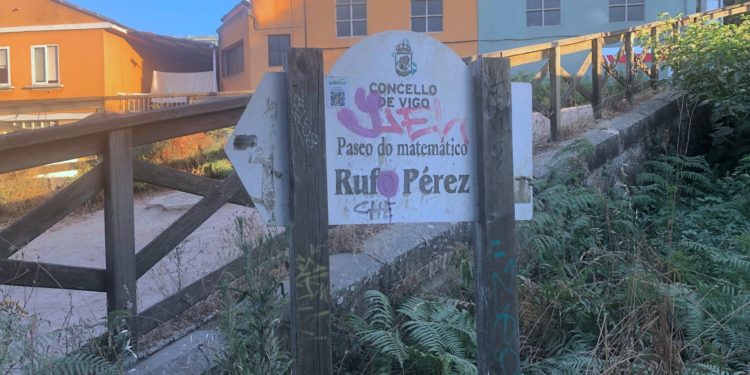 CONCELLO
DE VIGO
Paseo do matemático
Rufo Pérez